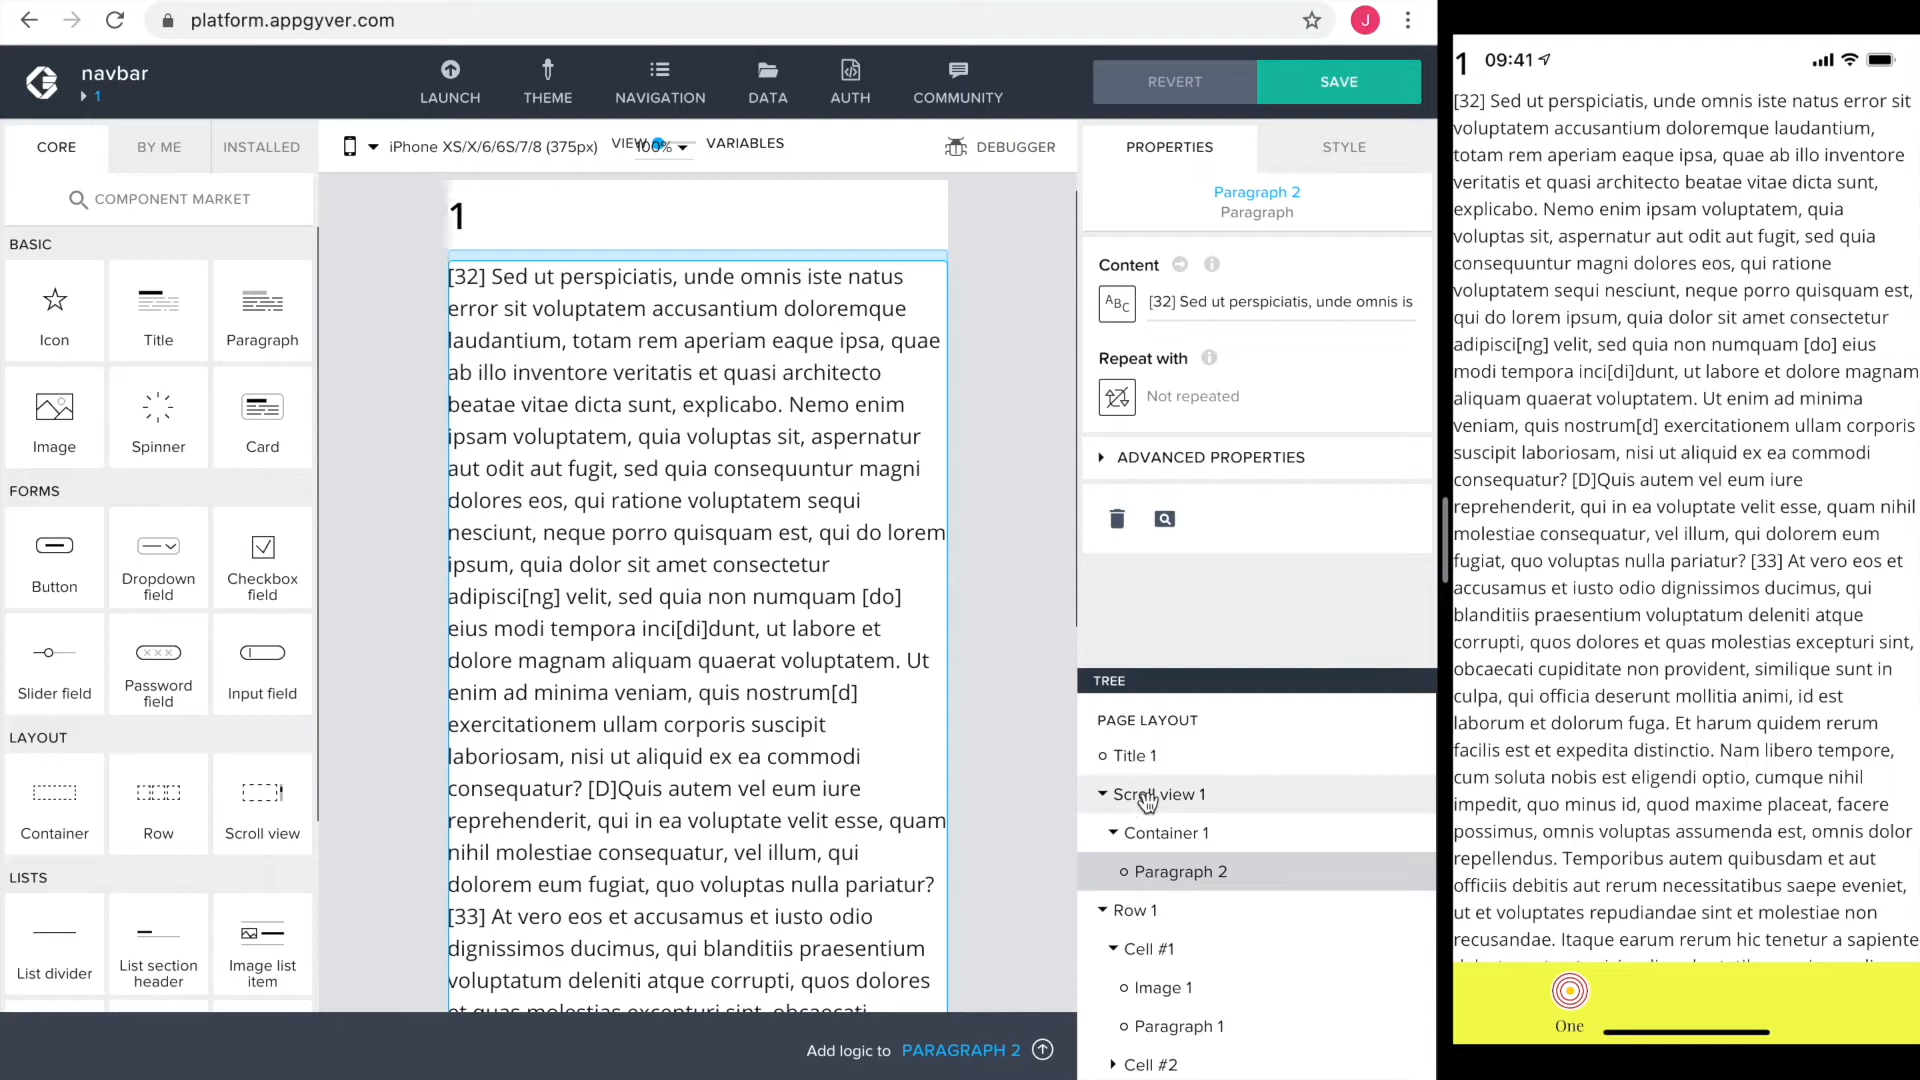 platform.appgyver.com
J
navbar
1
LAUNCH
THEME
NAVIGATION
DATA
AUTH
COMMUNITY
REVERT
SAVE
CORE
BY ME
INSTALLED
COMPONENT MARKET
BASIC
Icon
Title
Paragraph
Image
Spinner
Card
FORMS
Button
Dropdown
field
Checkbox
field
Slider field
Password
field
Input field
LAYOUT
Container
Row
Scroll view
LISTS
List divider
List section
header
Image list
item
iPhone XS/X/6/6S/7/8 (375px)
VIEW
100%
VARIABLES
DEBUGGER
1
[32] Sed ut perspiciatis, unde omnis iste natus
error sit voluptatem accusantium doloremque
laudantium, totam rem aperiam eaque ipsa, quae
ab illo inventore veritatis et quasi architecto
beatae vitae dicta sunt, explicabo. Nemo enim
ipsam voluptatem, quia voluptas sit, aspernatur
aut odit aut fugit, sed quia consequuntur magni
dolores eos, qui ratione voluptatem sequi
nesciunt, neque porro quisquam est, qui do lorem
ipsum, quia dolor sit amet consectetur
adipisci[ng] velit, sed quia non numquam [do]
eius modi tempora inci[di]dunt, ut labore et
dolore magnam aliquam quaerat voluptatem. Ut
enim ad minima veniam, quis nostrum[d]
exercitationem ullam corporis suscipit
laboriosam, nisi ut aliquid ex ea commodi
consequatur? [D]Quis autem vel eum iure
reprehenderit, qui in ea voluptate velit esse, quam
nihil molestiae consequatur, vel illum, qui
dolorem eum fugiat, quo voluptas nulla pariatur?
[33] At vero eos et accusamus et iusto odio
dignissimos ducimus, qui blanditiis praesentium
voluptatum deleniti atque corrupti, quos dolores
et quas molestias excepturi sint, obcaecati
Add logic to PARAGRAPH 2
PROPERTIES
STYLE
Paragraph 2
Paragraph
Content
ABC
[32] Sed ut perspiciatis, unde omnis is
Repeat with
Not repeated
ADVANCED PROPERTIES
TREE
PAGE LAYOUT
Title 1
Scroll view 1
Container 1
Paragraph 2
Row 1
Cell #1
Image 1
Paragraph 1
Cell #2
1
09:41
[32] Sed ut perspiciatis, unde omnis iste natus error sit
voluptatem accusantium doloremque laudantium,
totam rem aperiam eaque ipsa, quae ab illo inventore
veritatis et quasi architecto beatae vitae dicta sunt,
explicabo. Nemo enim ipsam voluptatem, quia
voluptas sit, aspernatur aut odit aut fugit, sed quia
consequuntur magni dolores eos, qui ratione
voluptatem sequi nesciunt, neque porro quisquam est,
qui do lorem ipsum, quia dolor sit amet consectetur
adipisci[ng] velit, sed quia non numquam [do] eius
modi tempora inci[di]dunt, ut labore et dolore magnam
aliquam quaerat voluptatem. Ut enim ad minima
veniam, quis nostrum[d] exercitationem ullam corporis
suscipit laboriosam, nisi ut aliquid ex ea commodi
consequatur? [D]Quis autem vel eum iure
reprehenderit, qui in ea voluptate velit esse, quam nihil
molestiae consequatur, vel illum, qui dolorem eum
fugiat, quo voluptas nulla pariatur? [33] At vero eos et
accusamus et iusto odio dignissimos ducimus, qui
blanditiis praesentium voluptatum deleniti atque
corrupti, quos dolores et quas molestias excepturi sint,
obcaecati cupiditate non provident, similique sunt in
culpa, qui officia deserunt mollitia animi, id est
laborum et dolorum fuga. Et harum quidem rerum
facilis est et expedita distinctio. Nam libero tempore,
cum soluta nobis est eligendi optio, cumque nihil
impedit, quo minus id, quod maxime placeat, facere
possimus, omnis voluptas assumenda est, omnis dolor
repellendus. Temporibus autem quibusdam et aut
officiis debitis aut rerum necessitatibus saepe eveniet,
ut et voluptates repudiandae sint et molestiae non
recusandae. Itaque earum rerum hic tenetur a sapiente
One